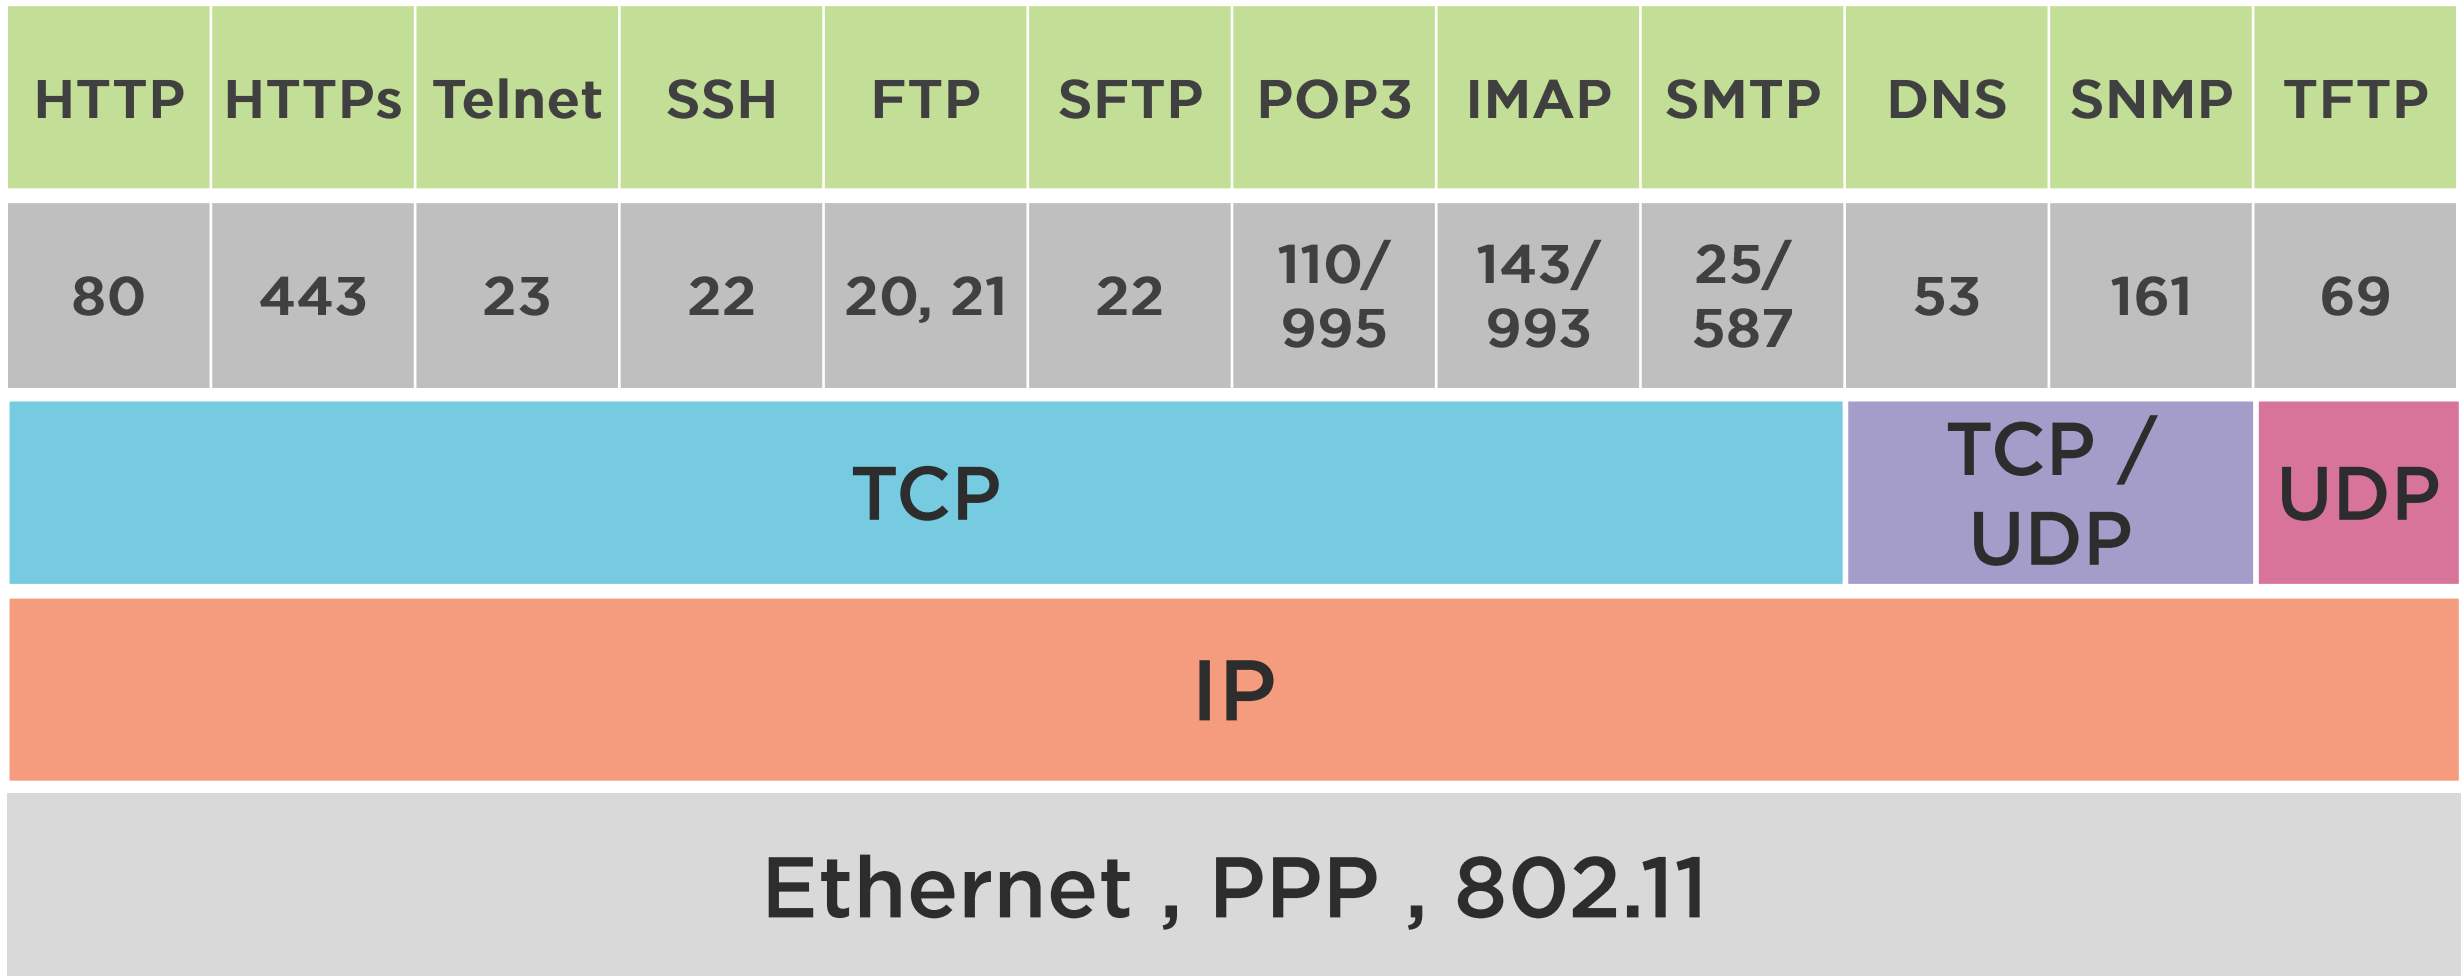 HTTP HTTPs Telnet SSH FTP SFTP POP3 IMAP SMTP DNS SNMP TFTP
80 443 23 22 20, 21 22 110/ 995 143/ 993 25/ 587 53 161 69
TCP TCP / UDP UDP
IP
Ethernet , PPP , 802.11